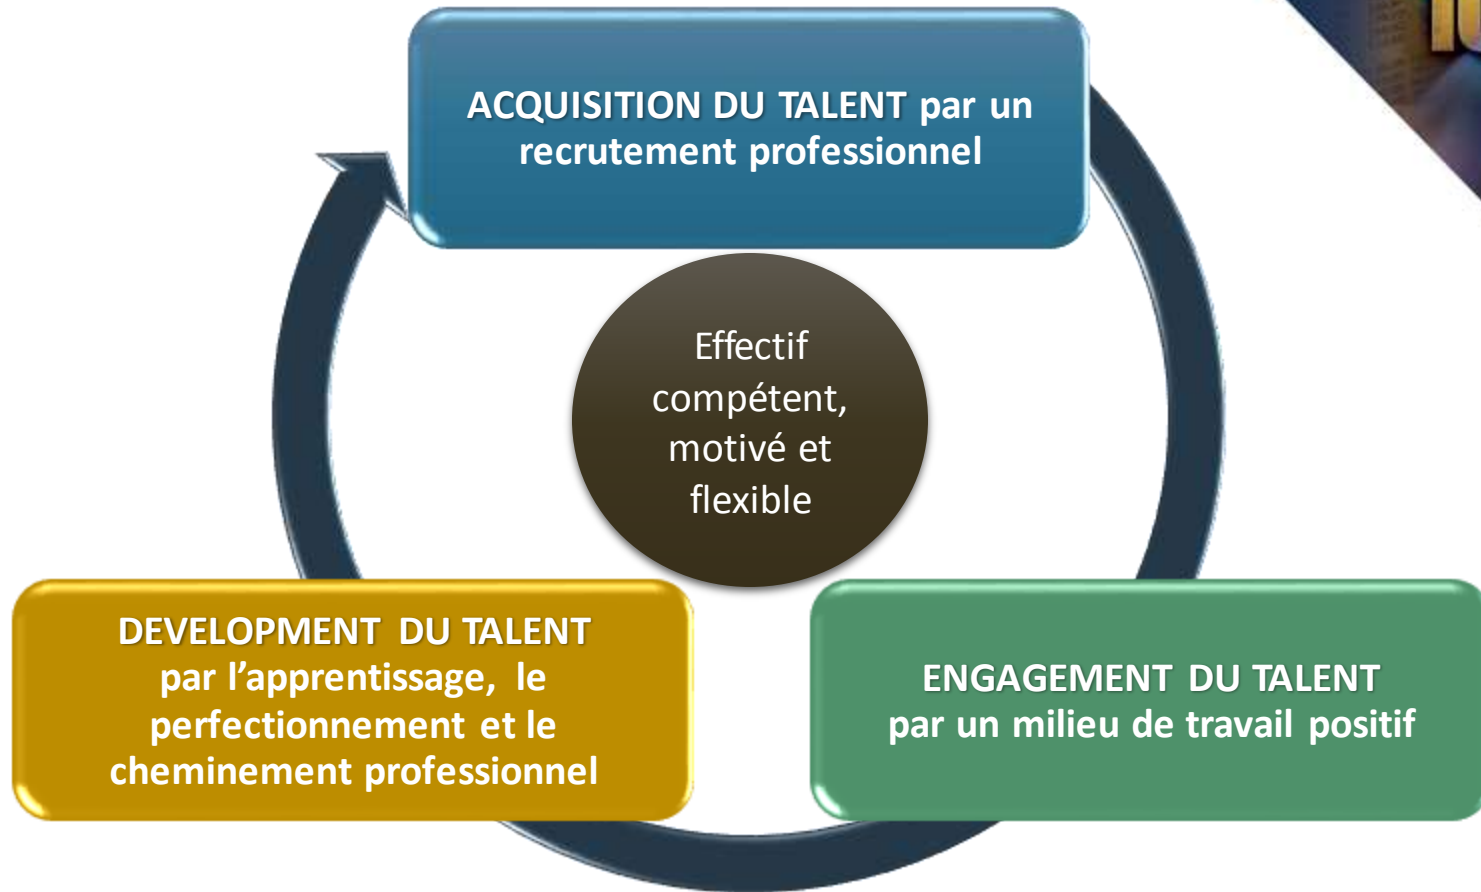 ACQUISITION DU TALENT par un
recrutement professionnel
Effectif
compétent,
motivé et
flexible
DEVELOPMENT DU TALENT
par l’apprentissage, le
perfectionnement et le
cheminement professionnel
ENGAGEMENT DU TALENT
par un milieu de travail positif